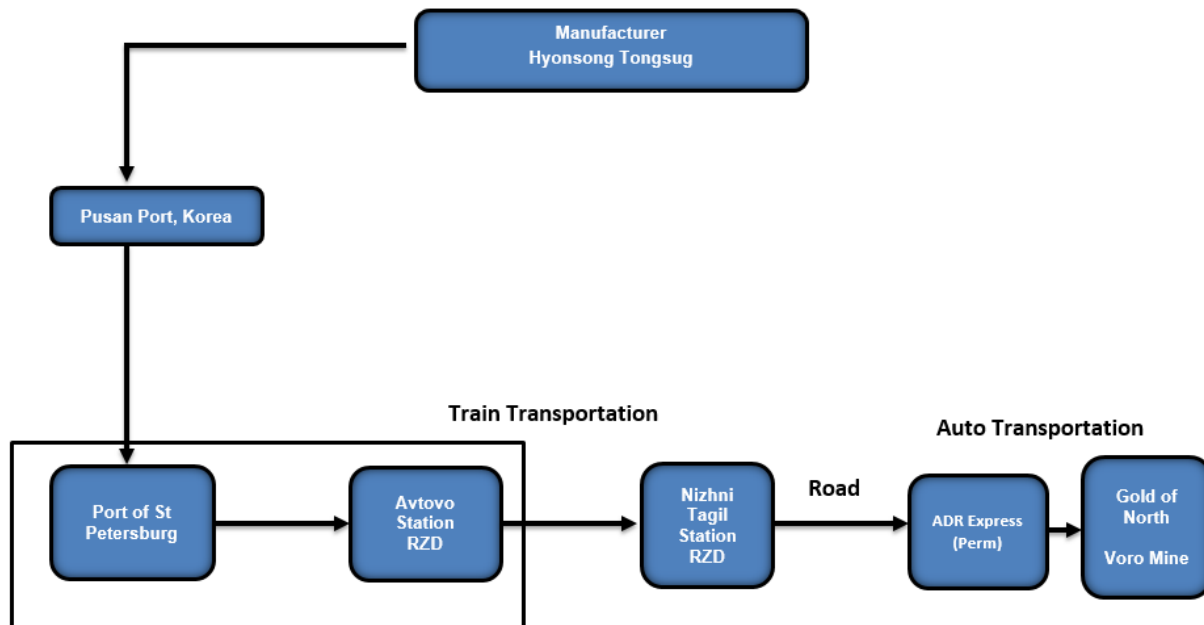 Manufacturer
Hyonsong Tongsug
Pusan Port, Korea
Train Transportation
Auto Transportation
Port of St
Petersburg
Avtovo
Station
RZD
Nizhni
Tagil
Station
RZD
Road
ADR Express
(Perm)
Gold of
North
Voro Mine